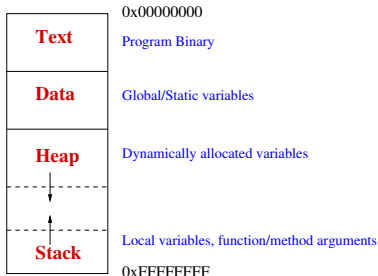 0x00000000
Text
Program Binary
Data
Global/Static variables
Heap
Dynamically allocated variables
Stack
Local variables, function/method arguments
0xFFFFFFFF